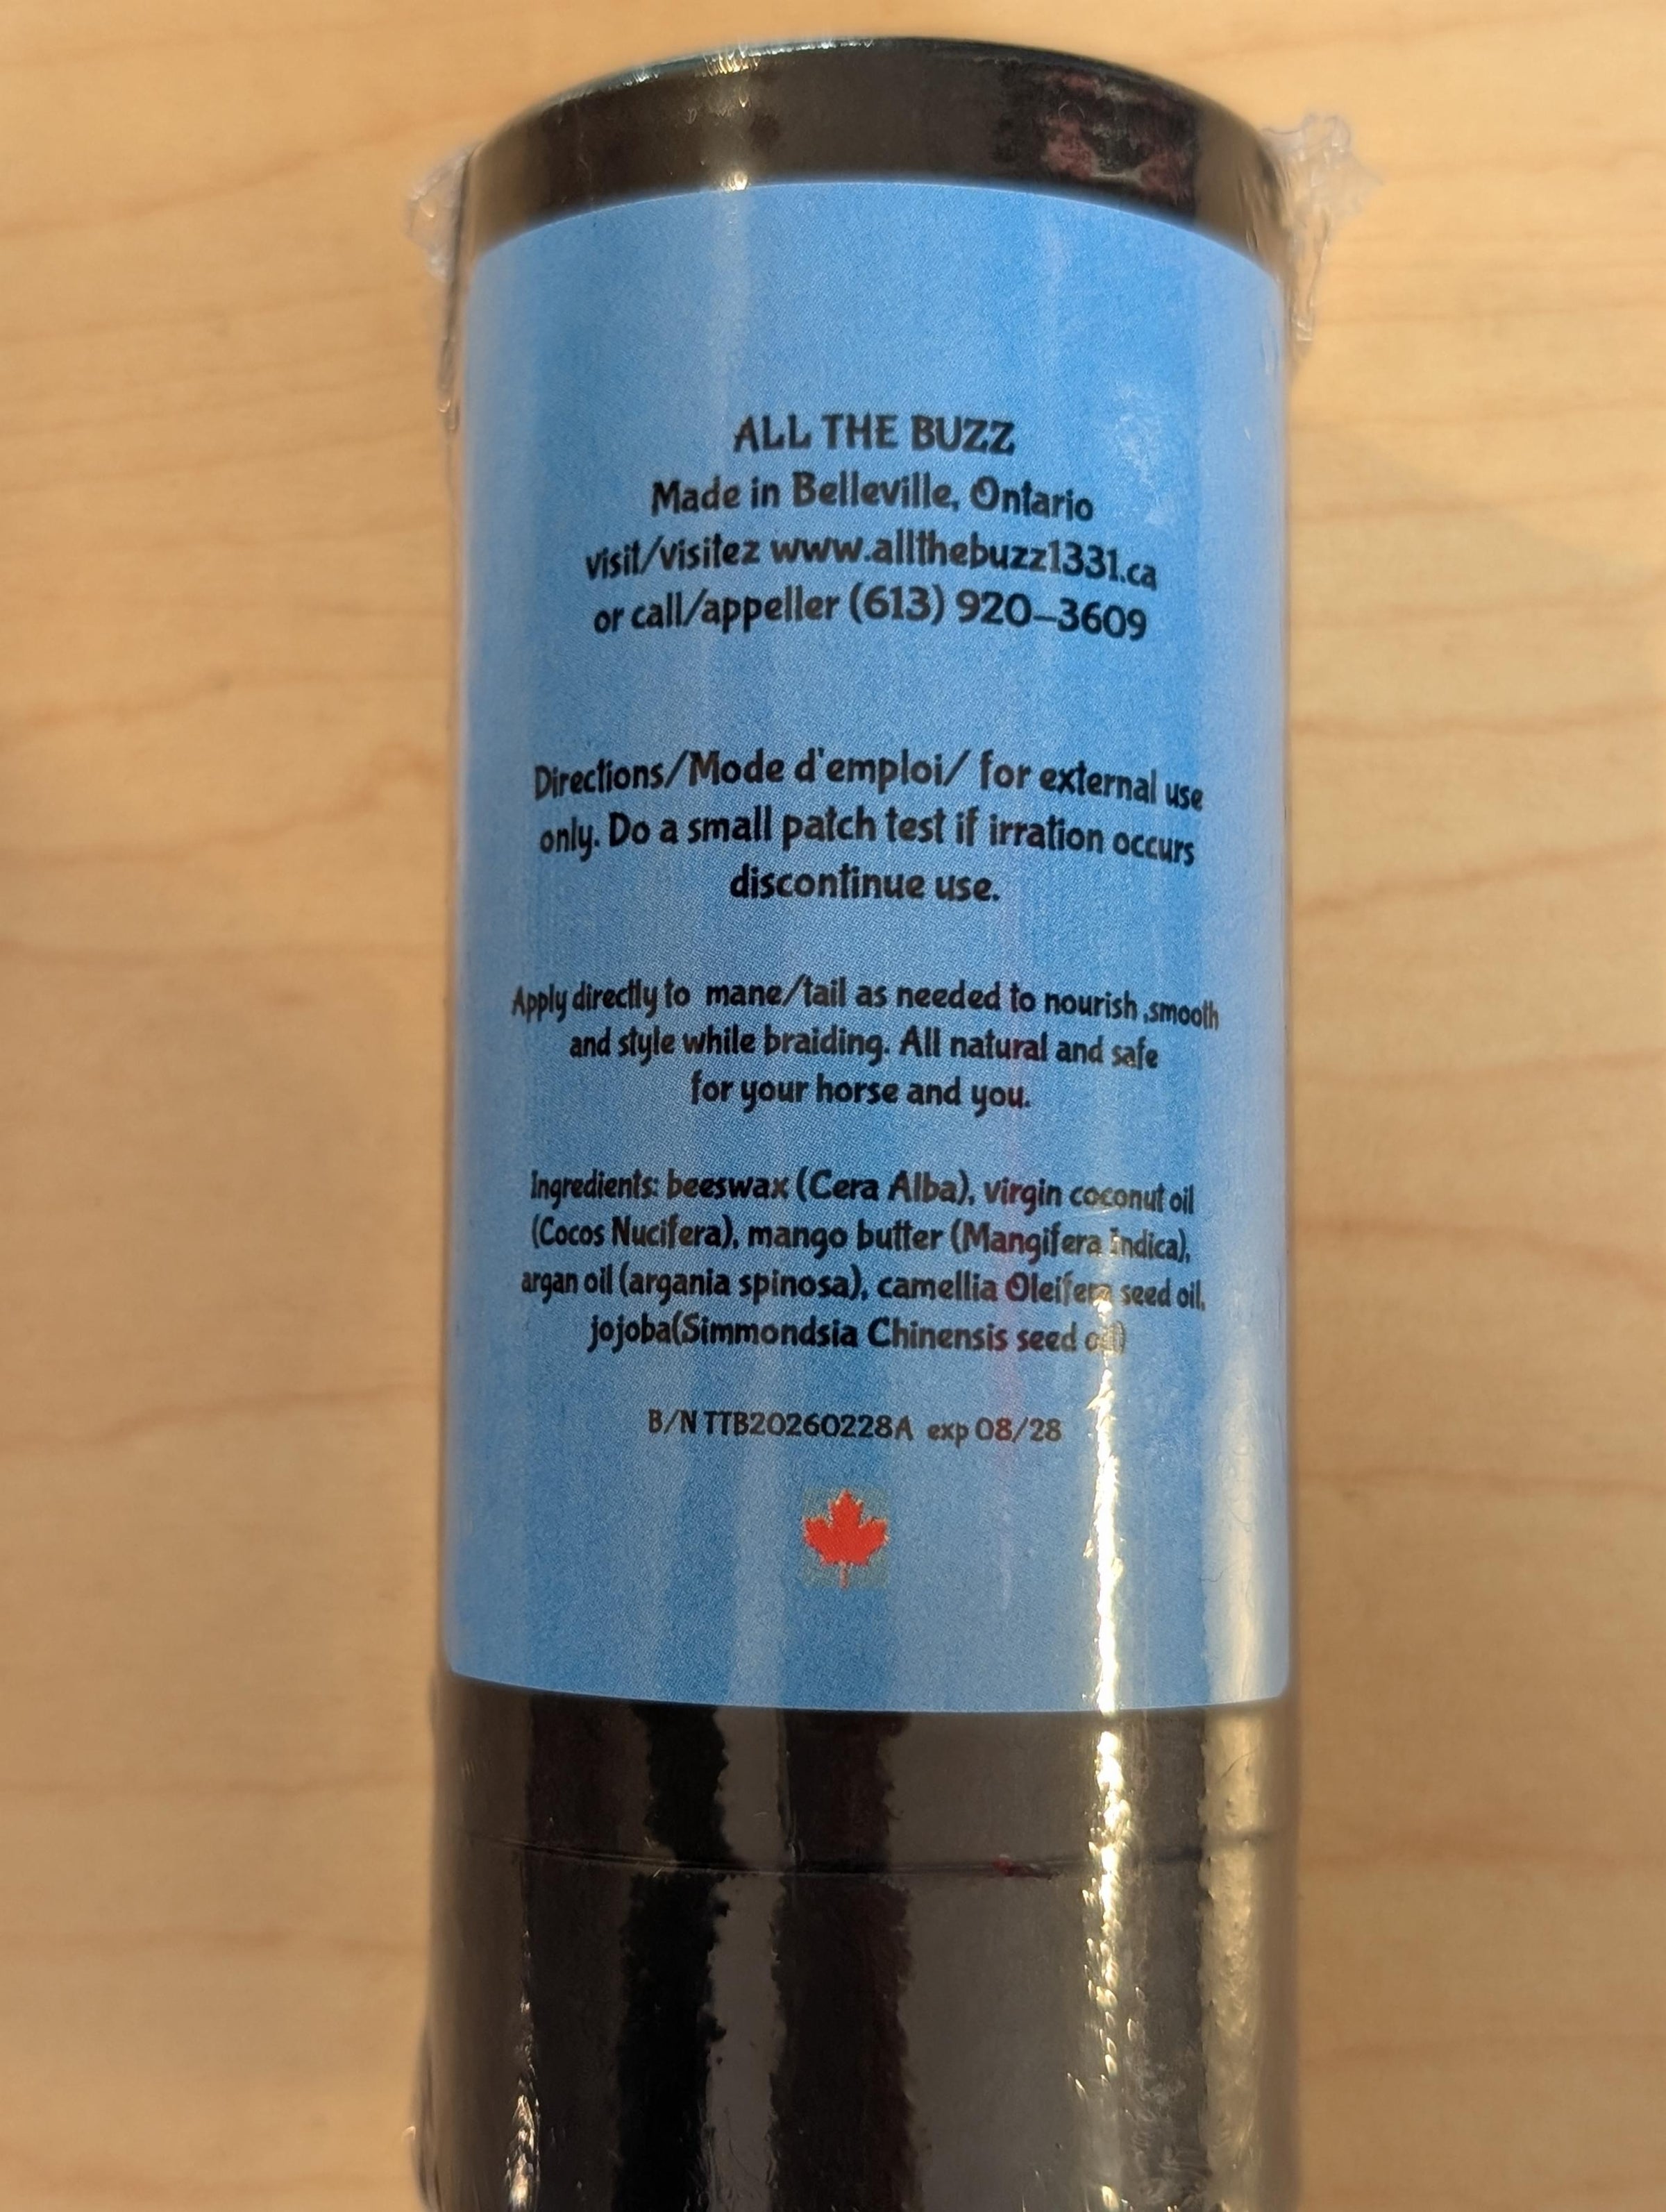 ALL THE BUZZ
Made in Belleville, Ontario
visit/visitez www.allthebuzz1331.ca
or call/appeller (613) 920-3609
Directions/Mode d'emploi/ for external use
only. Do a small patch test if irration occurs
discontinue use.
Apply directly to mane/tail as needed to nourish ,smooth
and style while braiding. All natural and safe
for your horse and you.
Ingredients: beeswax (Cera Alba), virgin coconut oil
(Cocos Nucifera), mango butter (Mangifera Indica),
argan oil (argania spinosa), camellia Oleifera seed oil,
jojoba(Simmondsia Chinensis seed oil)
B/N TTB20260228A exp 08/28